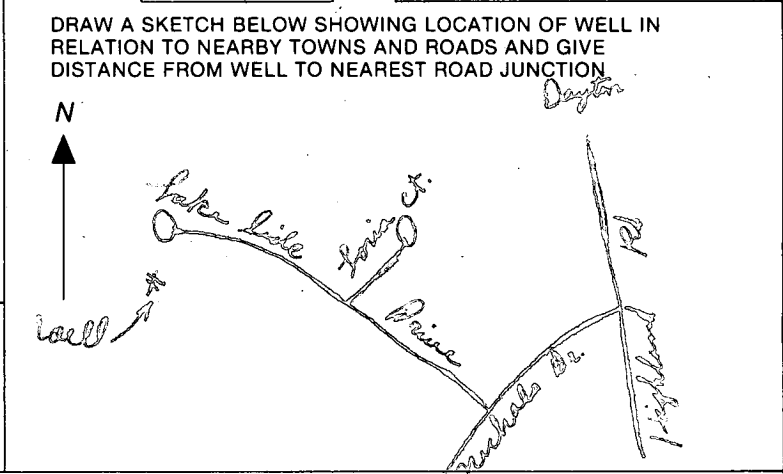 DRAW A SKETCH BELOW SHOWING LOCATION OF WELL IN
RELATION TO NEARBY TOWNS AND ROADS AND GIVE
DISTANCE FROM WELL TO NEAREST ROAD JUNCTION
Dayton
N
Lake Side
Drive
Ct.
Rd
Well
Dr.
Highland